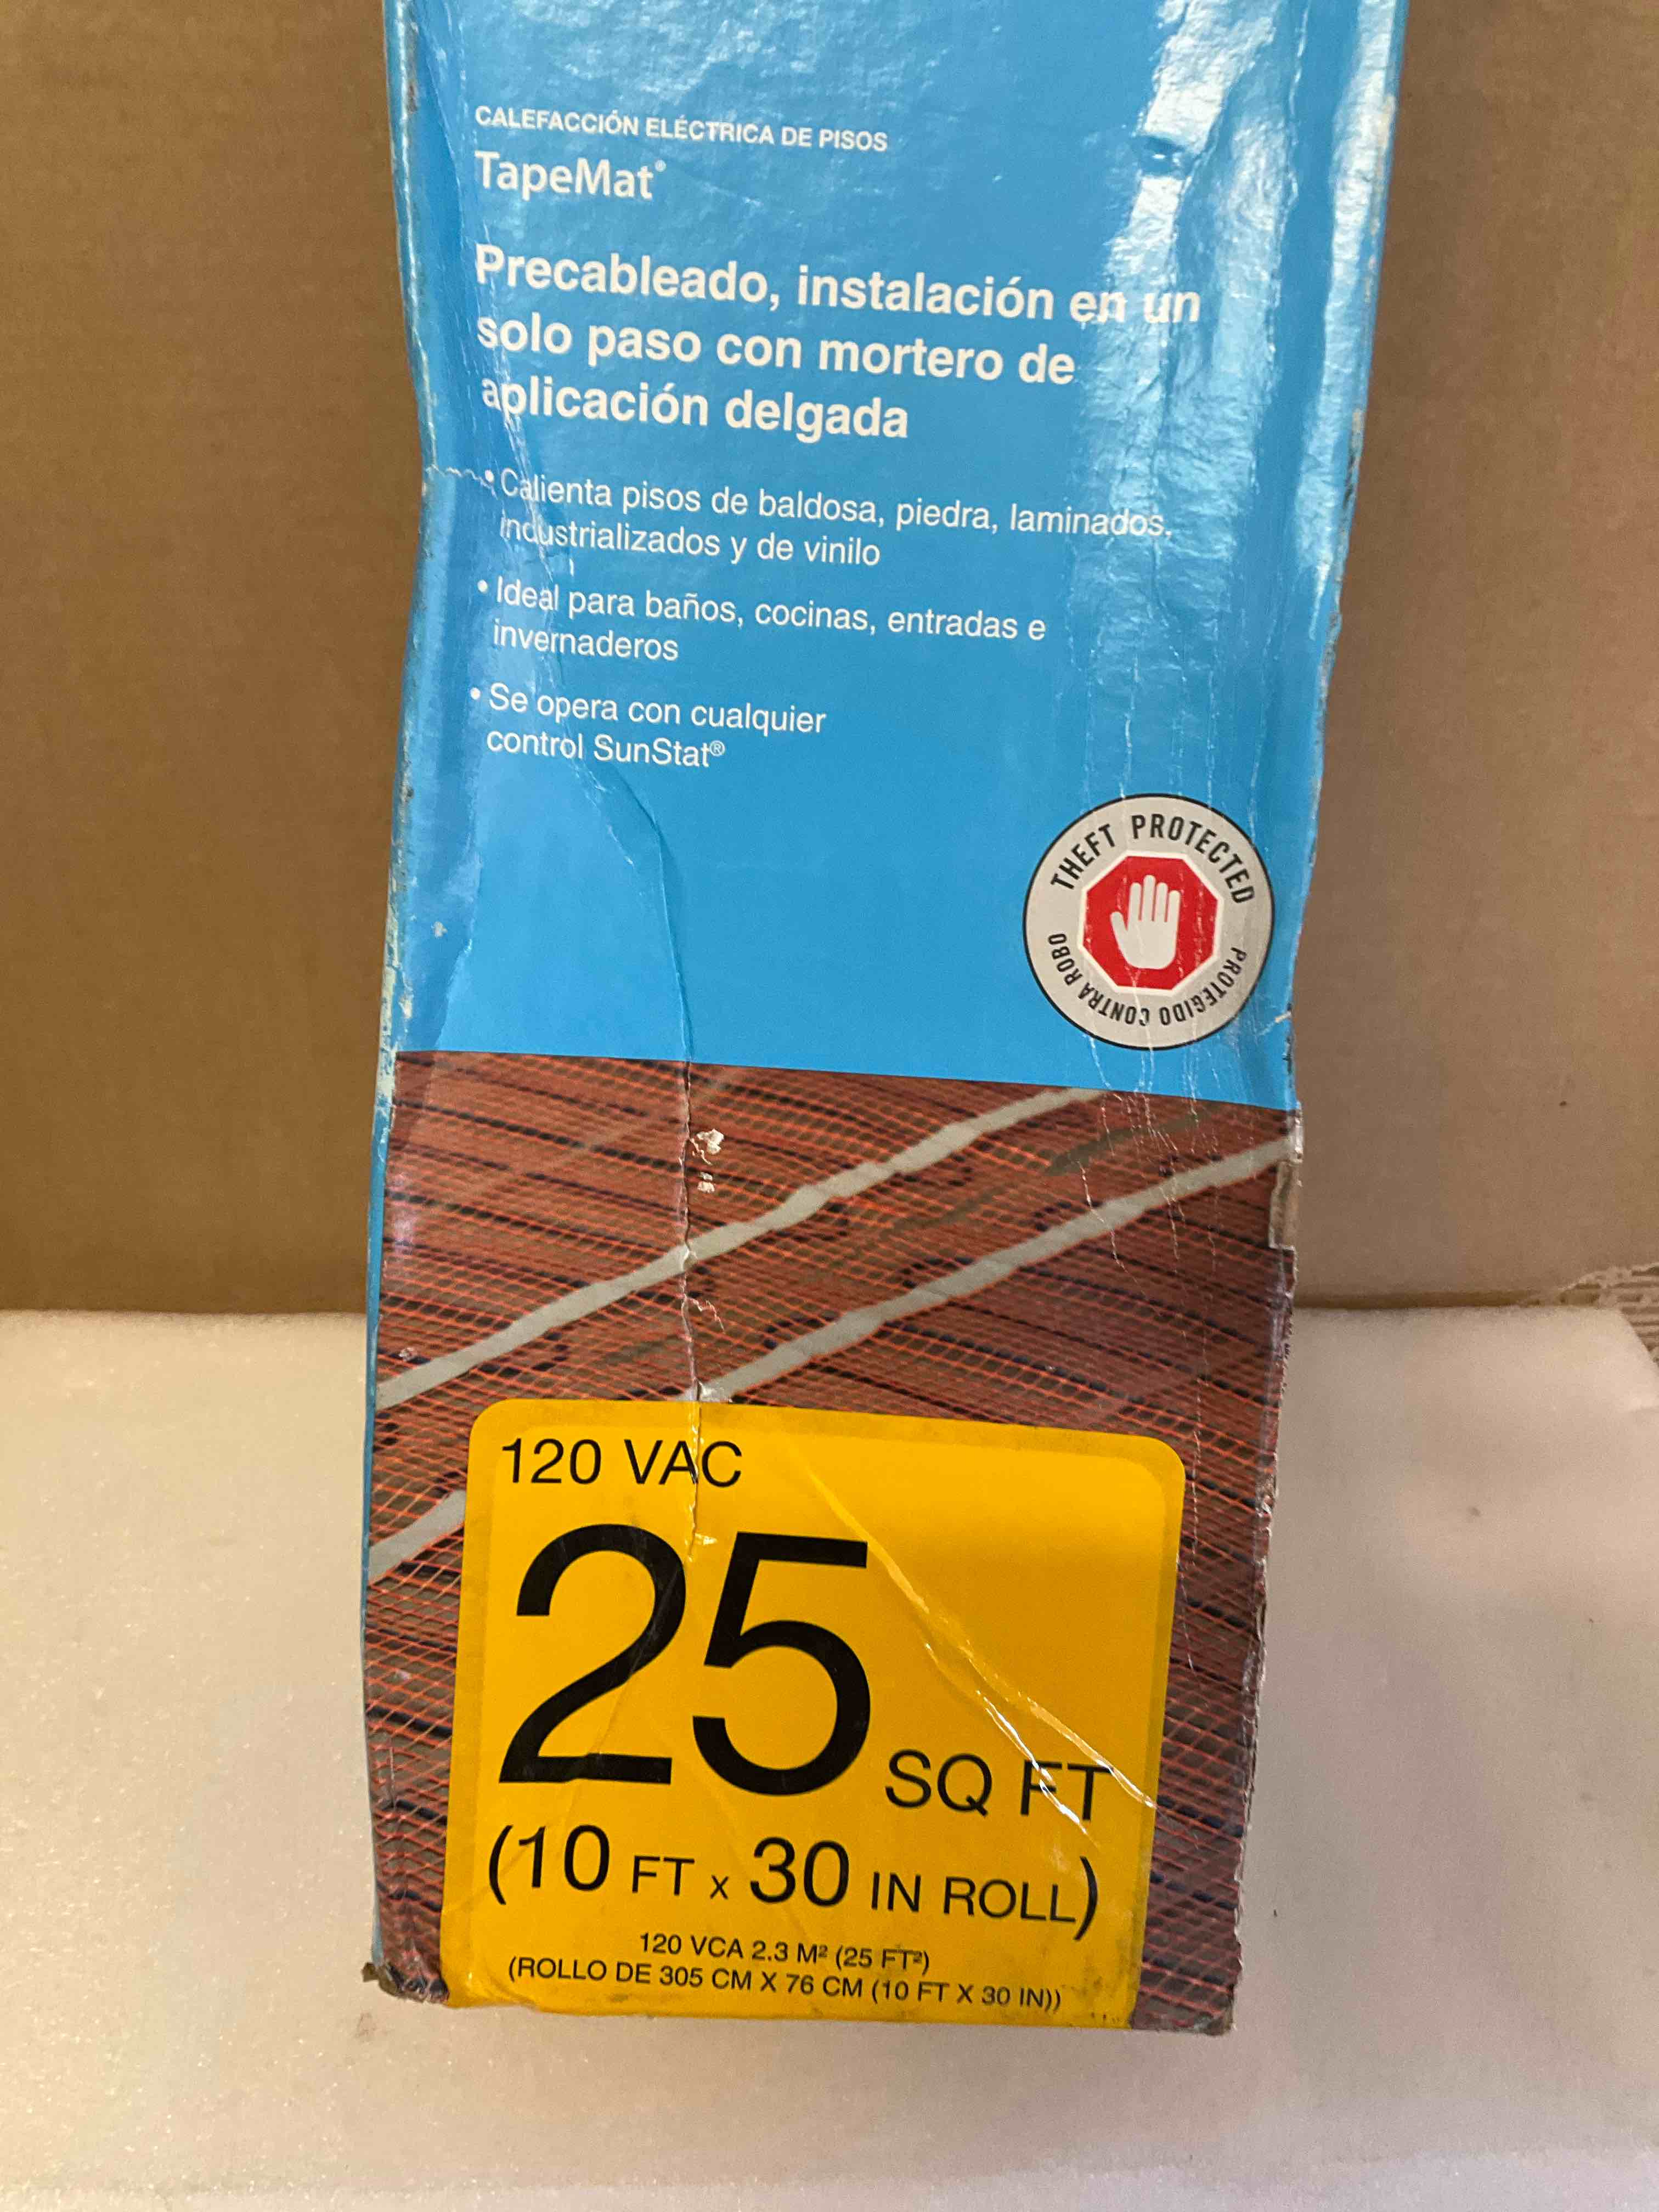 CALEFACCIÓN ELÉCTRICA DE PISOS
TapeMat®
Precableado, instalación en un
solo paso con mortero de
aplicación delgada
• Calienta pisos de baldosa, piedra, laminados,
industrializados y de vinilo
• Ideal para baños, cocinas, entradas e
invernaderos
• Se opera con cualquier
control SunStat®
THEFT PROTECTED
PROTEGIDO CONTRA ROBO
120 VAC
25 SQ FT
(10 FT x 30 IN ROLL)
120 VCA 2.3 M² (25 FT²)
(ROLLO DE 305 CM X 76 CM (10 FT X 30 IN))